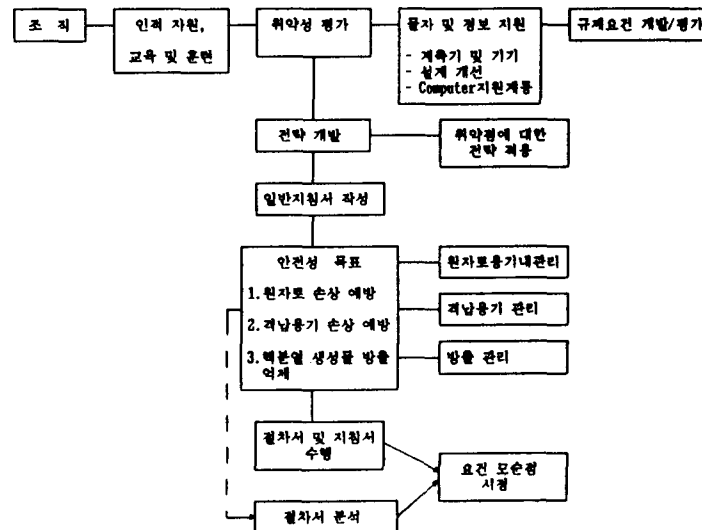 조 직
인적 자원,
교육 및 훈련
취약성 평가
물자 및 정보 지원
- 계측기 및 기기
- 설계 개선
- Computer지원계통
규제요건 개발/평가
전략 개발
취약점에 대한
전략 적용
일반지침서 작성
안전성 목표
1.원자로 손상 예방
2.격납용기 손상 예방
3.핵분열 생성물 방출
억제
원자로용기내관리
격납용기 관리
방출 관리
절차서 및 지침서
수행
요건 모순점
시정
절차서 분석